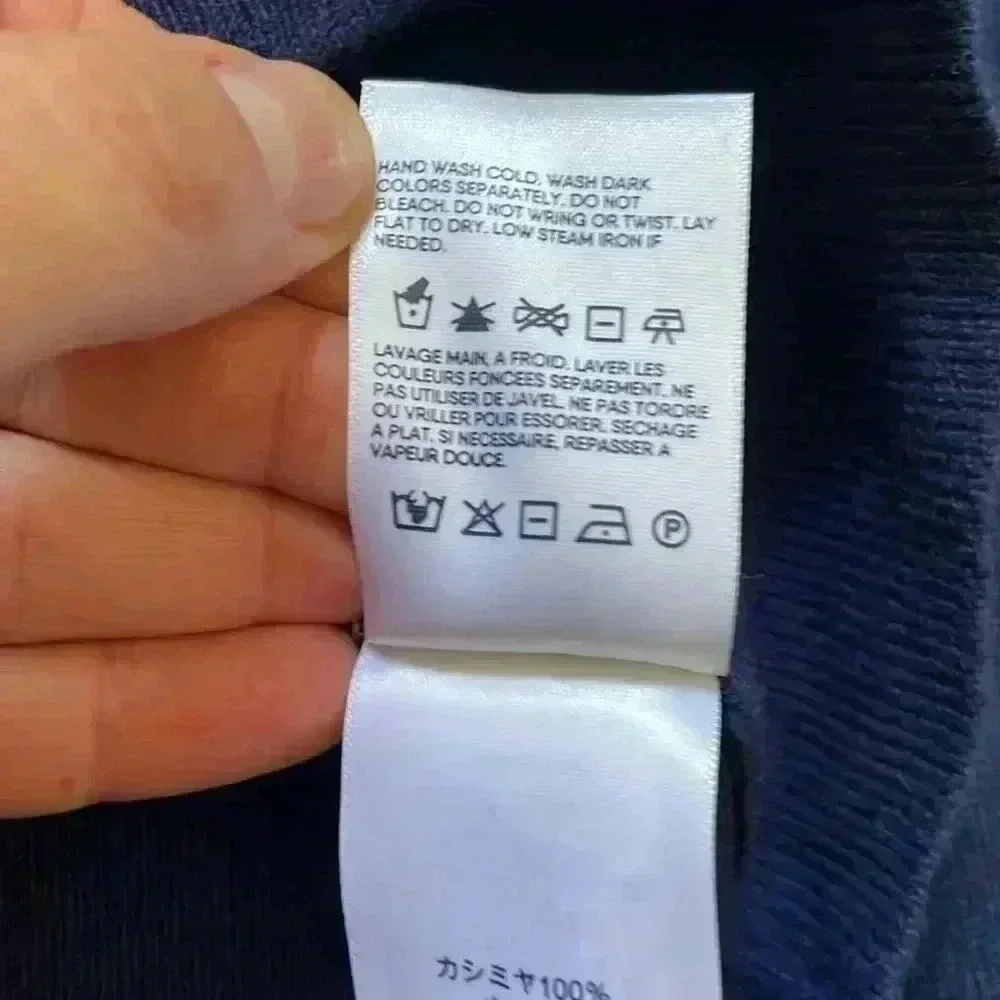 HAND WASH COLD. WASH DARK
COLORS SEPARATELY. DO NOT
BLEACH. DO NOT WRING OR TWIST. LAY
FLAT TO DRY. LOW STEAM IRON IF
NEEDED.
LAVAGE MAIN, A FROID. LAVER LES
COULEURS FONCEES SEPAREMENT. NE
PAS UTILISER DE JAVEL. NE PAS TORDRE
OU VRILLER POUR ESSORER. SECHAGE
A PLAT. SI NECESSAIRE, REPASSER A
VAPEUR DOUCE.
P
カシミヤ100%